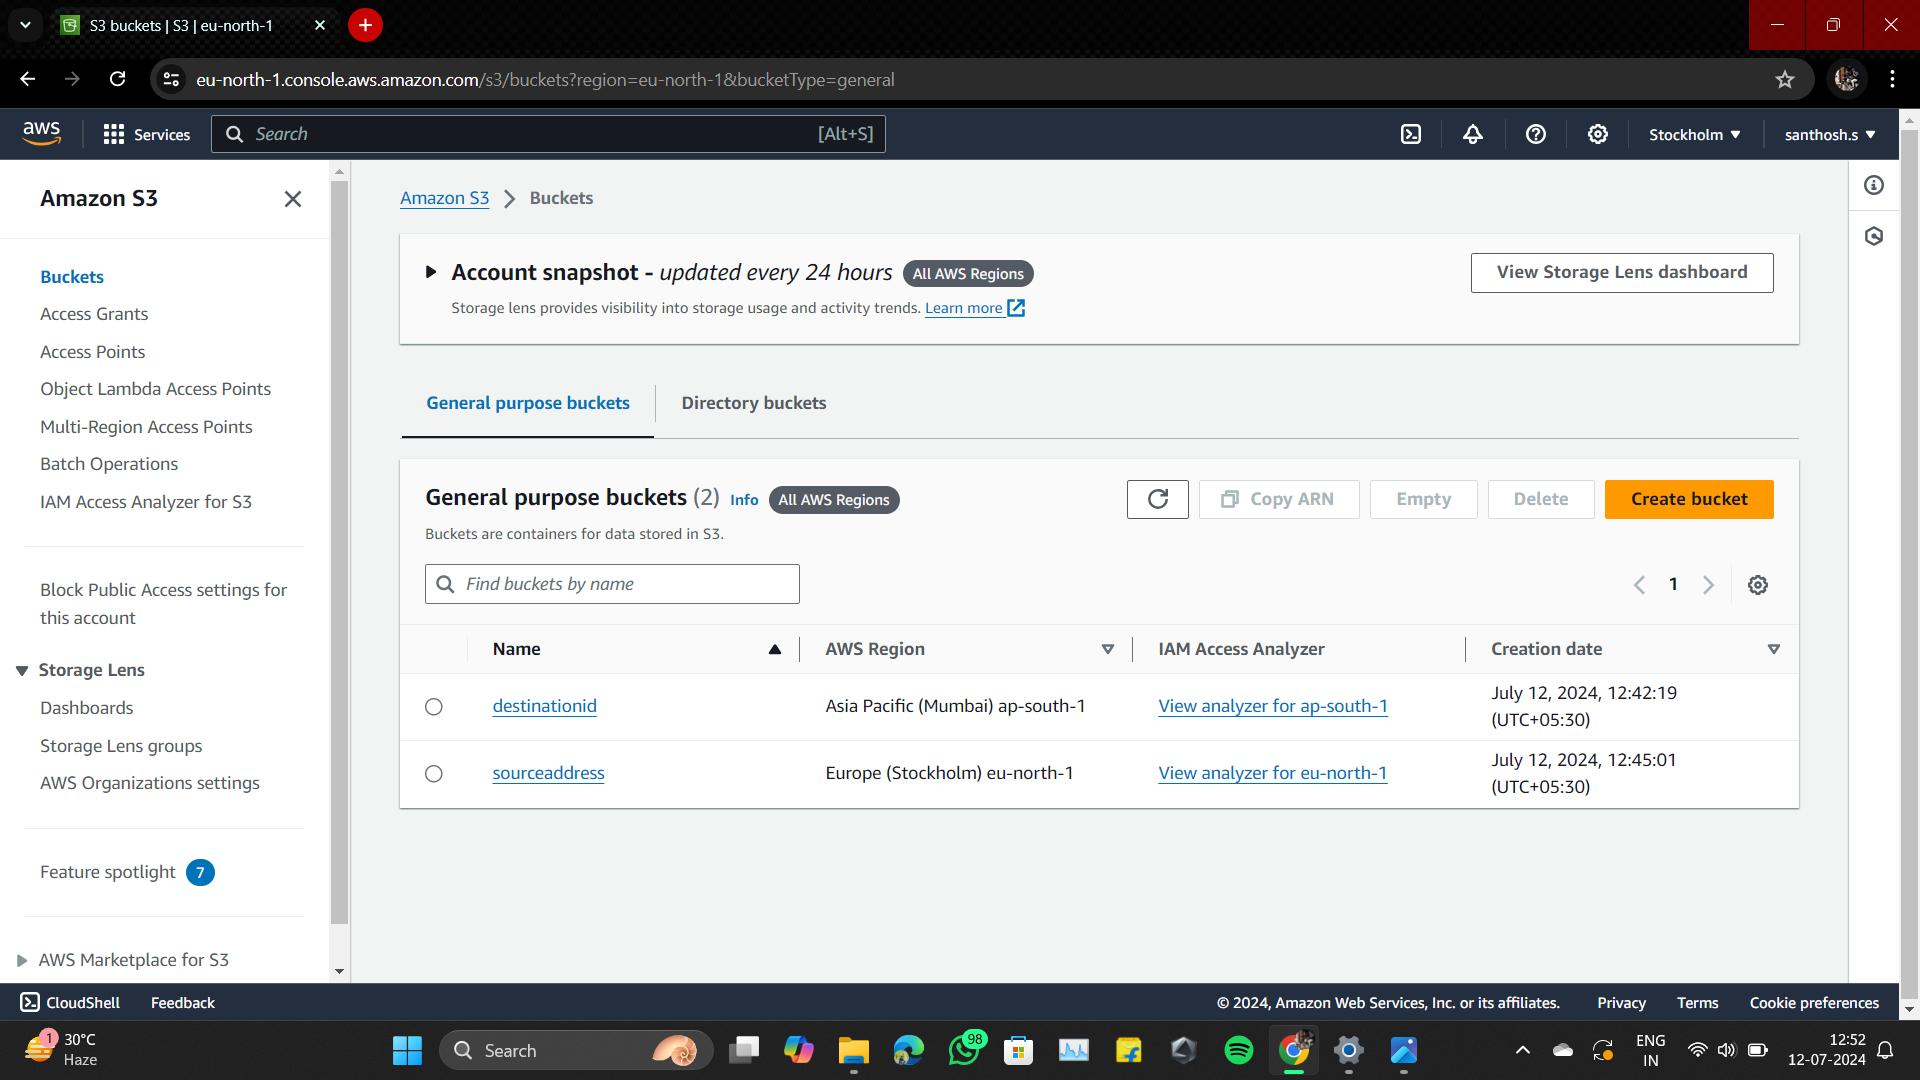 S3 buckets | S3 | eu-north-1
eu-north-1.console.aws.amazon.com/s3/buckets?region=eu-north-1&bucketType=general
aws
Services
Search
[Alt+S]
Stockholm
santhosh.s
Amazon S3
Buckets
Access Grants
Access Points
Object Lambda Access Points
Multi-Region Access Points
Batch Operations
IAM Access Analyzer for S3
Block Public Access settings for
this account
Storage Lens
Dashboards
Storage Lens groups
AWS Organizations settings
Feature spotlight 7
AWS Marketplace for S3
Amazon S3 > Buckets
Account snapshot - updated every 24 hours All AWS Regions
Storage lens provides visibility into storage usage and activity trends. Learn more
View Storage Lens dashboard
General purpose buckets
Directory buckets
General purpose buckets (2) Info All AWS Regions
Buckets are containers for data stored in S3.
Copy ARN
Empty
Delete
Create bucket
Find buckets by name
1
Name AWS Region IAM Access Analyzer Creation date
destinationid Asia Pacific (Mumbai) ap-south-1 View analyzer for ap-south-1 July 12, 2024, 12:42:19
(UTC+05:30)
sourceaddress Europe (Stockholm) eu-north-1 View analyzer for eu-north-1 July 12, 2024, 12:45:01
(UTC+05:30)
CloudShell Feedback © 2024, Amazon Web Services, Inc. or its affiliates. Privacy Terms Cookie preferences
1
30°C
Haze
Search
98
ENG
IN
12:52
12-07-2024